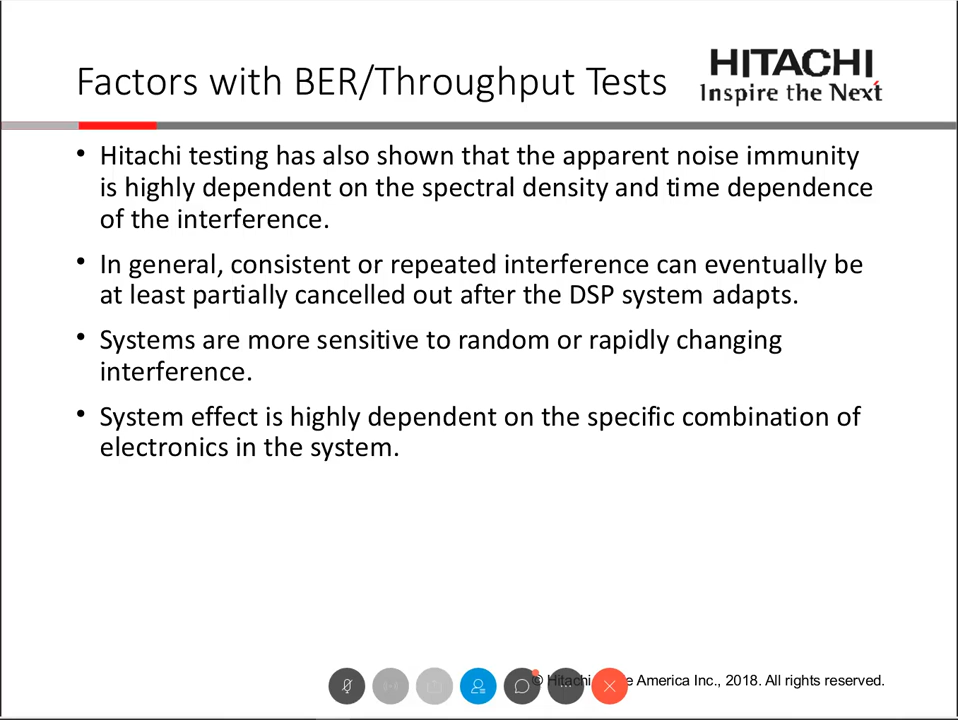 Factors with BER/Throughput Tests
HITACHI
Inspire the Next
• Hitachi testing has also shown that the apparent noise immunity
is highly dependent on the spectral density and time dependence
of the interference.
• In general, consistent or repeated interference can eventually be
at least partially cancelled out after the DSP system adapts.
• Systems are more sensitive to random or rapidly changing
interference.
• System effect is highly dependent on the specific combination of
electronics in the system.
© Hitachi America Inc., 2018. All rights reserved.